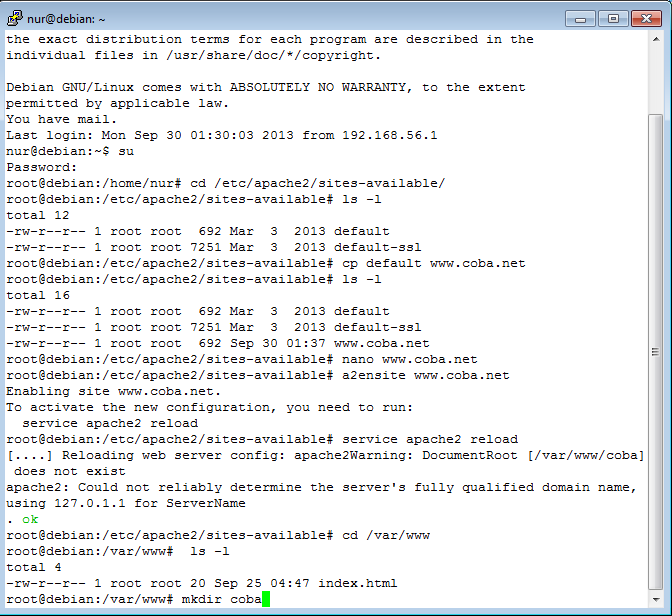 nur@debian: ~
the exact distribution terms for each program are described in the
individual files in /usr/share/doc/*/copyright.
Debian GNU/Linux comes with ABSOLUTELY NO WARRANTY, to the extent
permitted by applicable law.
You have mail.
Last login: Mon Sep 30 01:30:03 2013 from 192.168.56.1
nur@debian:~$ su
Password:
root@debian:/home/nur# cd /etc/apache2/sites-available/
root@debian:/etc/apache2/sites-available# ls -l
total 12
-rw-r--r-- 1 root root  692 Mar  3  2013 default
-rw-r--r-- 1 root root 7251 Mar  3  2013 default-ssl
root@debian:/etc/apache2/sites-available# cp default www.coba.net
root@debian:/etc/apache2/sites-available# ls -l
total 16
-rw-r--r-- 1 root root  692 Mar  3  2013 default
-rw-r--r-- 1 root root 7251 Mar  3  2013 default-ssl
-rw-r--r-- 1 root root  692 Sep 30 01:37 www.coba.net
root@debian:/etc/apache2/sites-available# nano www.coba.net
root@debian:/etc/apache2/sites-available# a2ensite www.coba.net
Enabling site www.coba.net.
To activate the new configuration, you need to run:
  service apache2 reload
root@debian:/etc/apache2/sites-available# service apache2 reload
[....] Reloading web server config: apache2Warning: DocumentRoot [/var/www/coba]
 does not exist
apache2: Could not reliably determine the server's fully qualified domain name,
using 127.0.1.1 for ServerName
. ok
root@debian:/etc/apache2/sites-available# cd /var/www
root@debian:/var/www#  ls -l
total 4
-rw-r--r-- 1 root root 20 Sep 25 04:47 index.html
root@debian:/var/www# mkdir coba